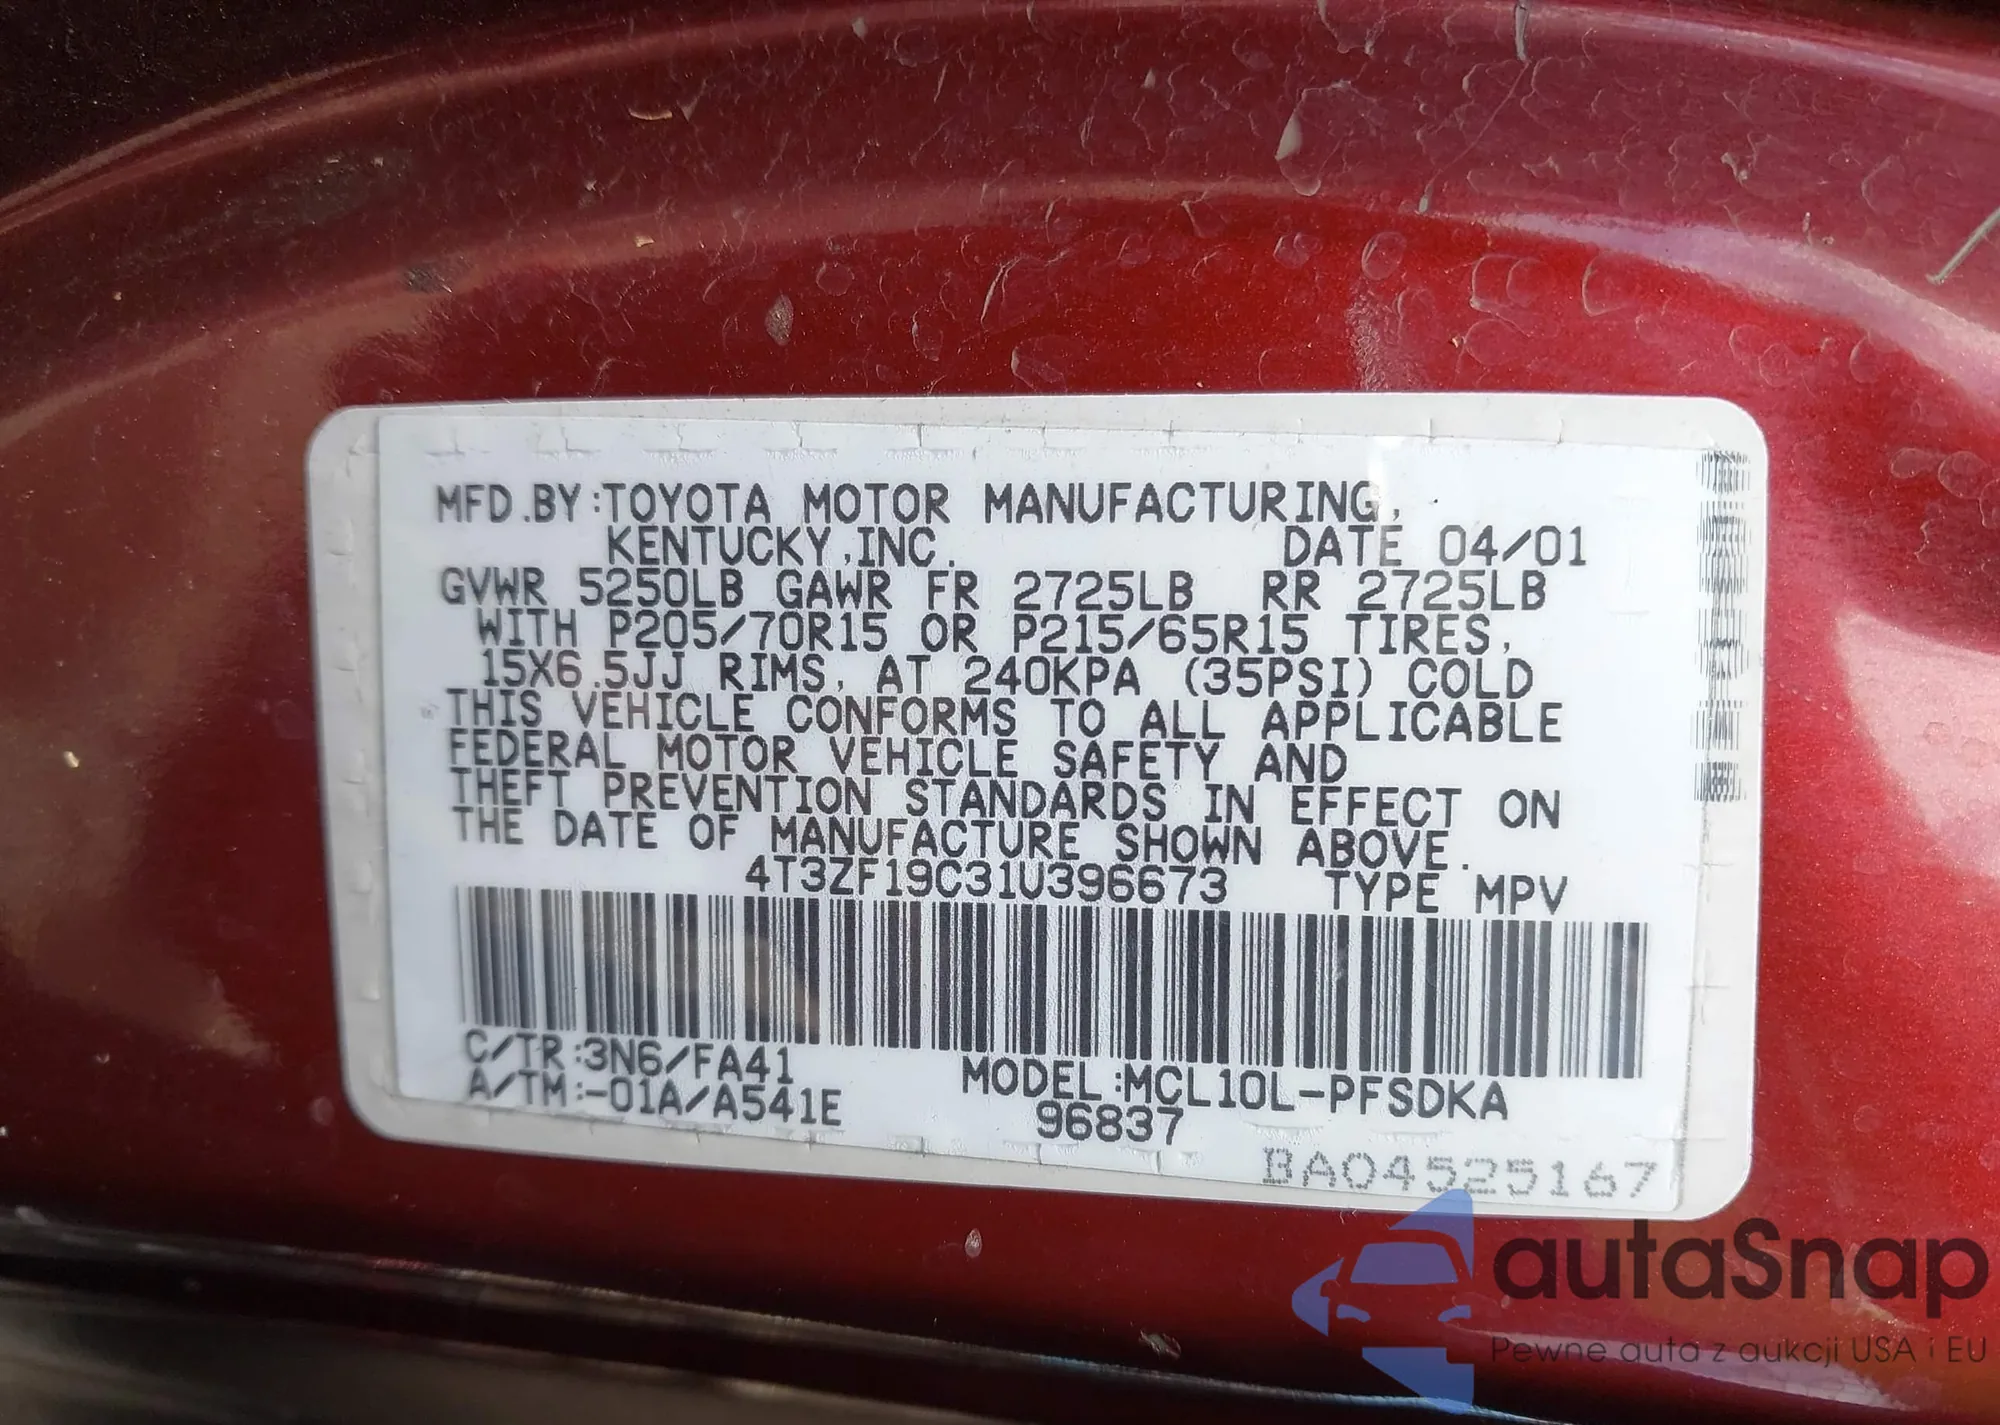 MFD.BY:TOYOTA MOTOR MANUFACTURING,
KENTUCKY,INC. DATE 04/01
GVWR 5250LB GAWR FR 2725LB RR 2725LB
WITH P205/70R15 OR P215/65R15 TIRES,
15X6.5JJ RIMS, AT 240KPA (35PSI) COLD
THIS VEHICLE CONFORMS TO ALL APPLICABLE
FEDERAL MOTOR VEHICLE SAFETY AND
THEFT PREVENTION STANDARDS IN EFFECT ON
THE DATE OF MANUFACTURE SHOWN ABOVE.
4T3ZF19C31U396673 TYPE MPV
C/TR:3N6/FA41 MODEL:MCL10L-PFSDKA
A/TM:-01A/A541E 96837
BA04525167
autaSnap
Pewne auta z aukcji USA i EU